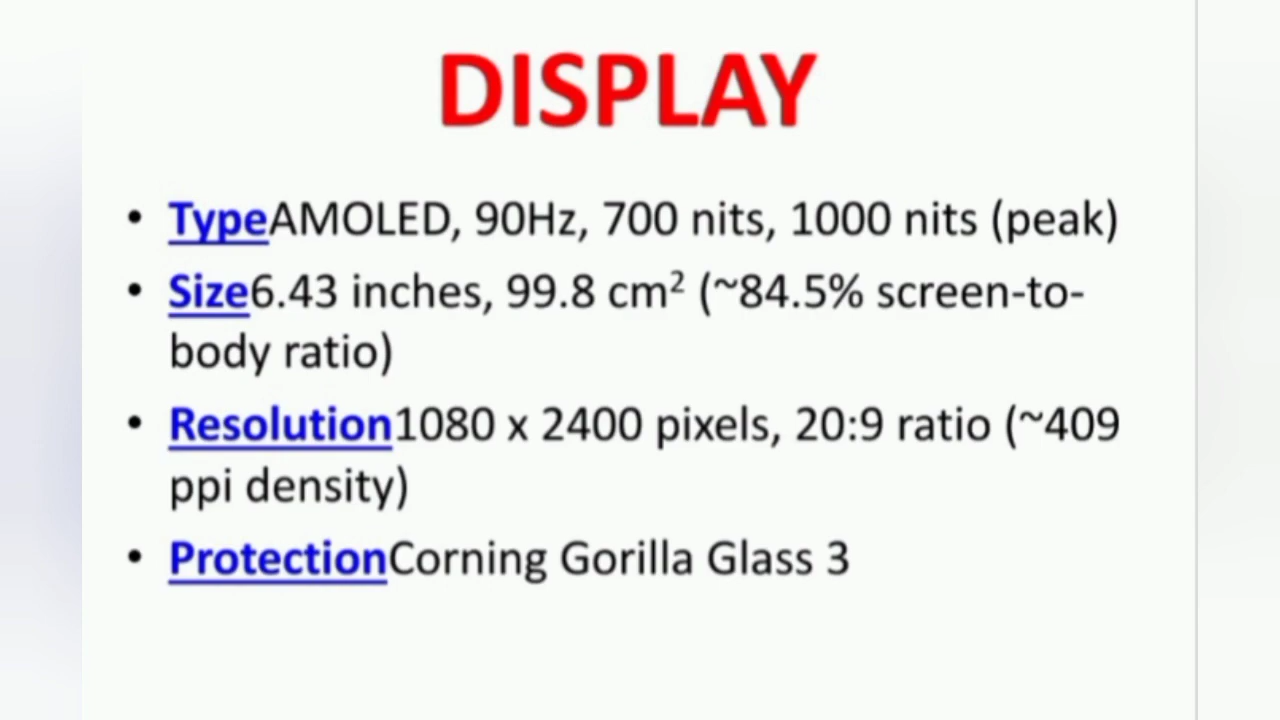 DISPLAY
• TypeAMOLED, 90Hz, 700 nits, 1000 nits (peak)
• Size6.43 inches, 99.8 cm² (~84.5% screen-to-
body ratio)
• Resolution1080 x 2400 pixels, 20:9 ratio (~409
ppi density)
• ProtectionCorning Gorilla Glass 3